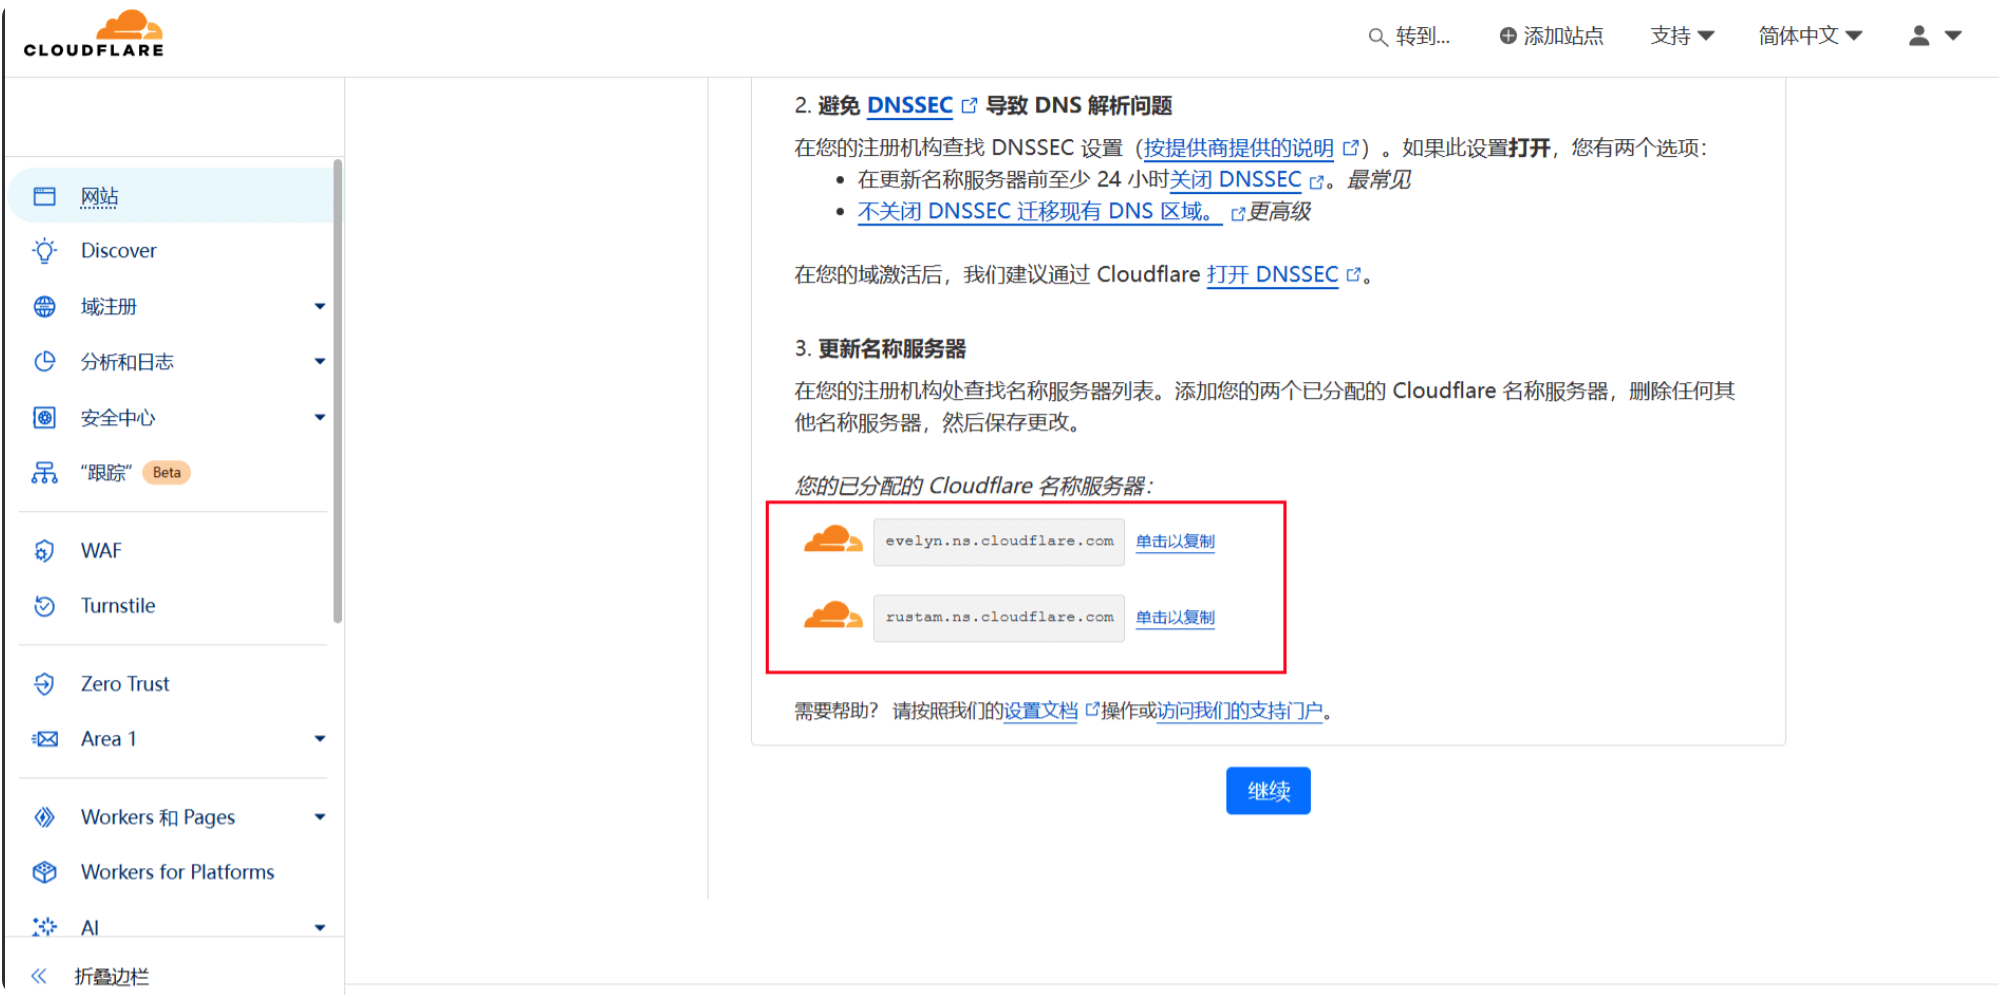 CLOUDFLARE
转到...
添加站点
支持
简体中文
网站
Discover
域注册
分析和日志
安全中心
“跟踪” Beta
WAF
Turnstile
Zero Trust
Area 1
Workers 和 Pages
Workers for Platforms
AI
折叠边栏
2. 避免 DNSSEC 导致 DNS 解析问题
在您的注册机构查找 DNSSEC 设置（按提供商提供的说明）。如果此设置打开，您有两个选项：
• 在更新名称服务器前至少 24 小时关闭 DNSSEC。最常见
• 不关闭 DNSSEC 迁移现有 DNS 区域。更高级
在您的域激活后，我们建议通过 Cloudflare 打开 DNSSEC。
3. 更新名称服务器
在您的注册机构处查找名称服务器列表。添加您的两个已分配的 Cloudflare 名称服务器，删除任何其
他名称服务器，然后保存更改。
您的已分配的 Cloudflare 名称服务器：
evelyn.ns.cloudflare.com 单击以复制
rustam.ns.cloudflare.com 单击以复制
需要帮助？请按照我们的设置文档操作或访问我们的支持门户。
继续